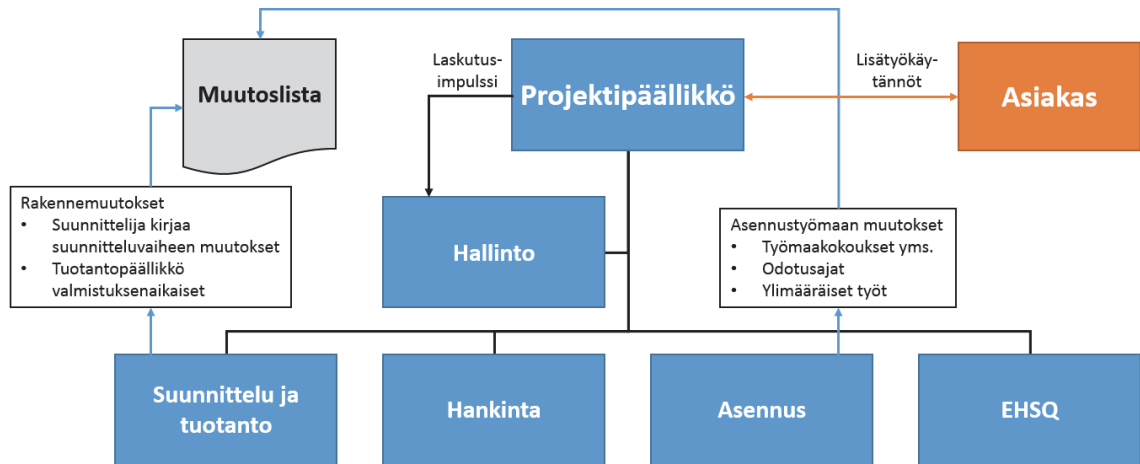 Muutoslista
Laskutus-
impulssi
Projektipäällikkö
Lisätyökäy-
tännöt
Asiakas
Rakennemuutokset
• Suunnittelija kirjaa
suunnitteluvaiheen muutokset
• Tuotantopäällikkö
valmistuksenaikaiset
Hallinto
Asennustyömaan muutokset
• Työmaakokoukset yms.
• Odotusajat
• Ylimääräiset työt
Suunnittelu ja
tuotanto
Hankinta
Asennus
EHSQ